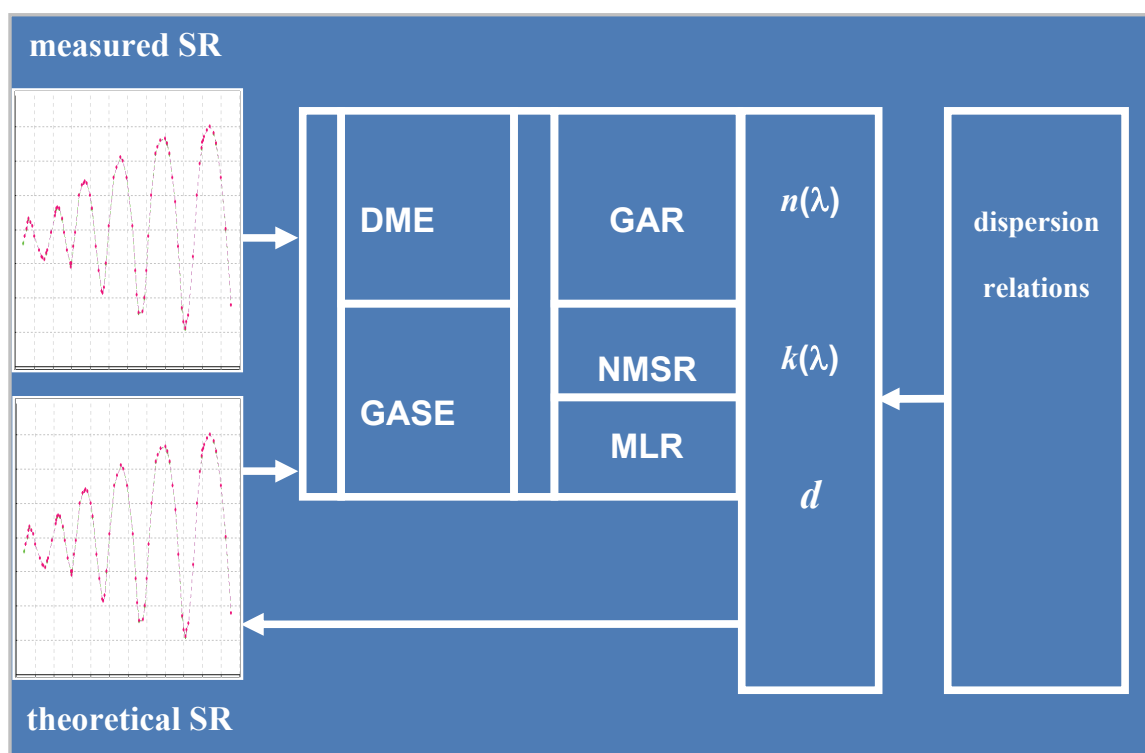 measured SR
DME
GASE
GAR
NMSR
MLR
n(λ)
k(λ)
d
dispersion
relations
theoretical SR